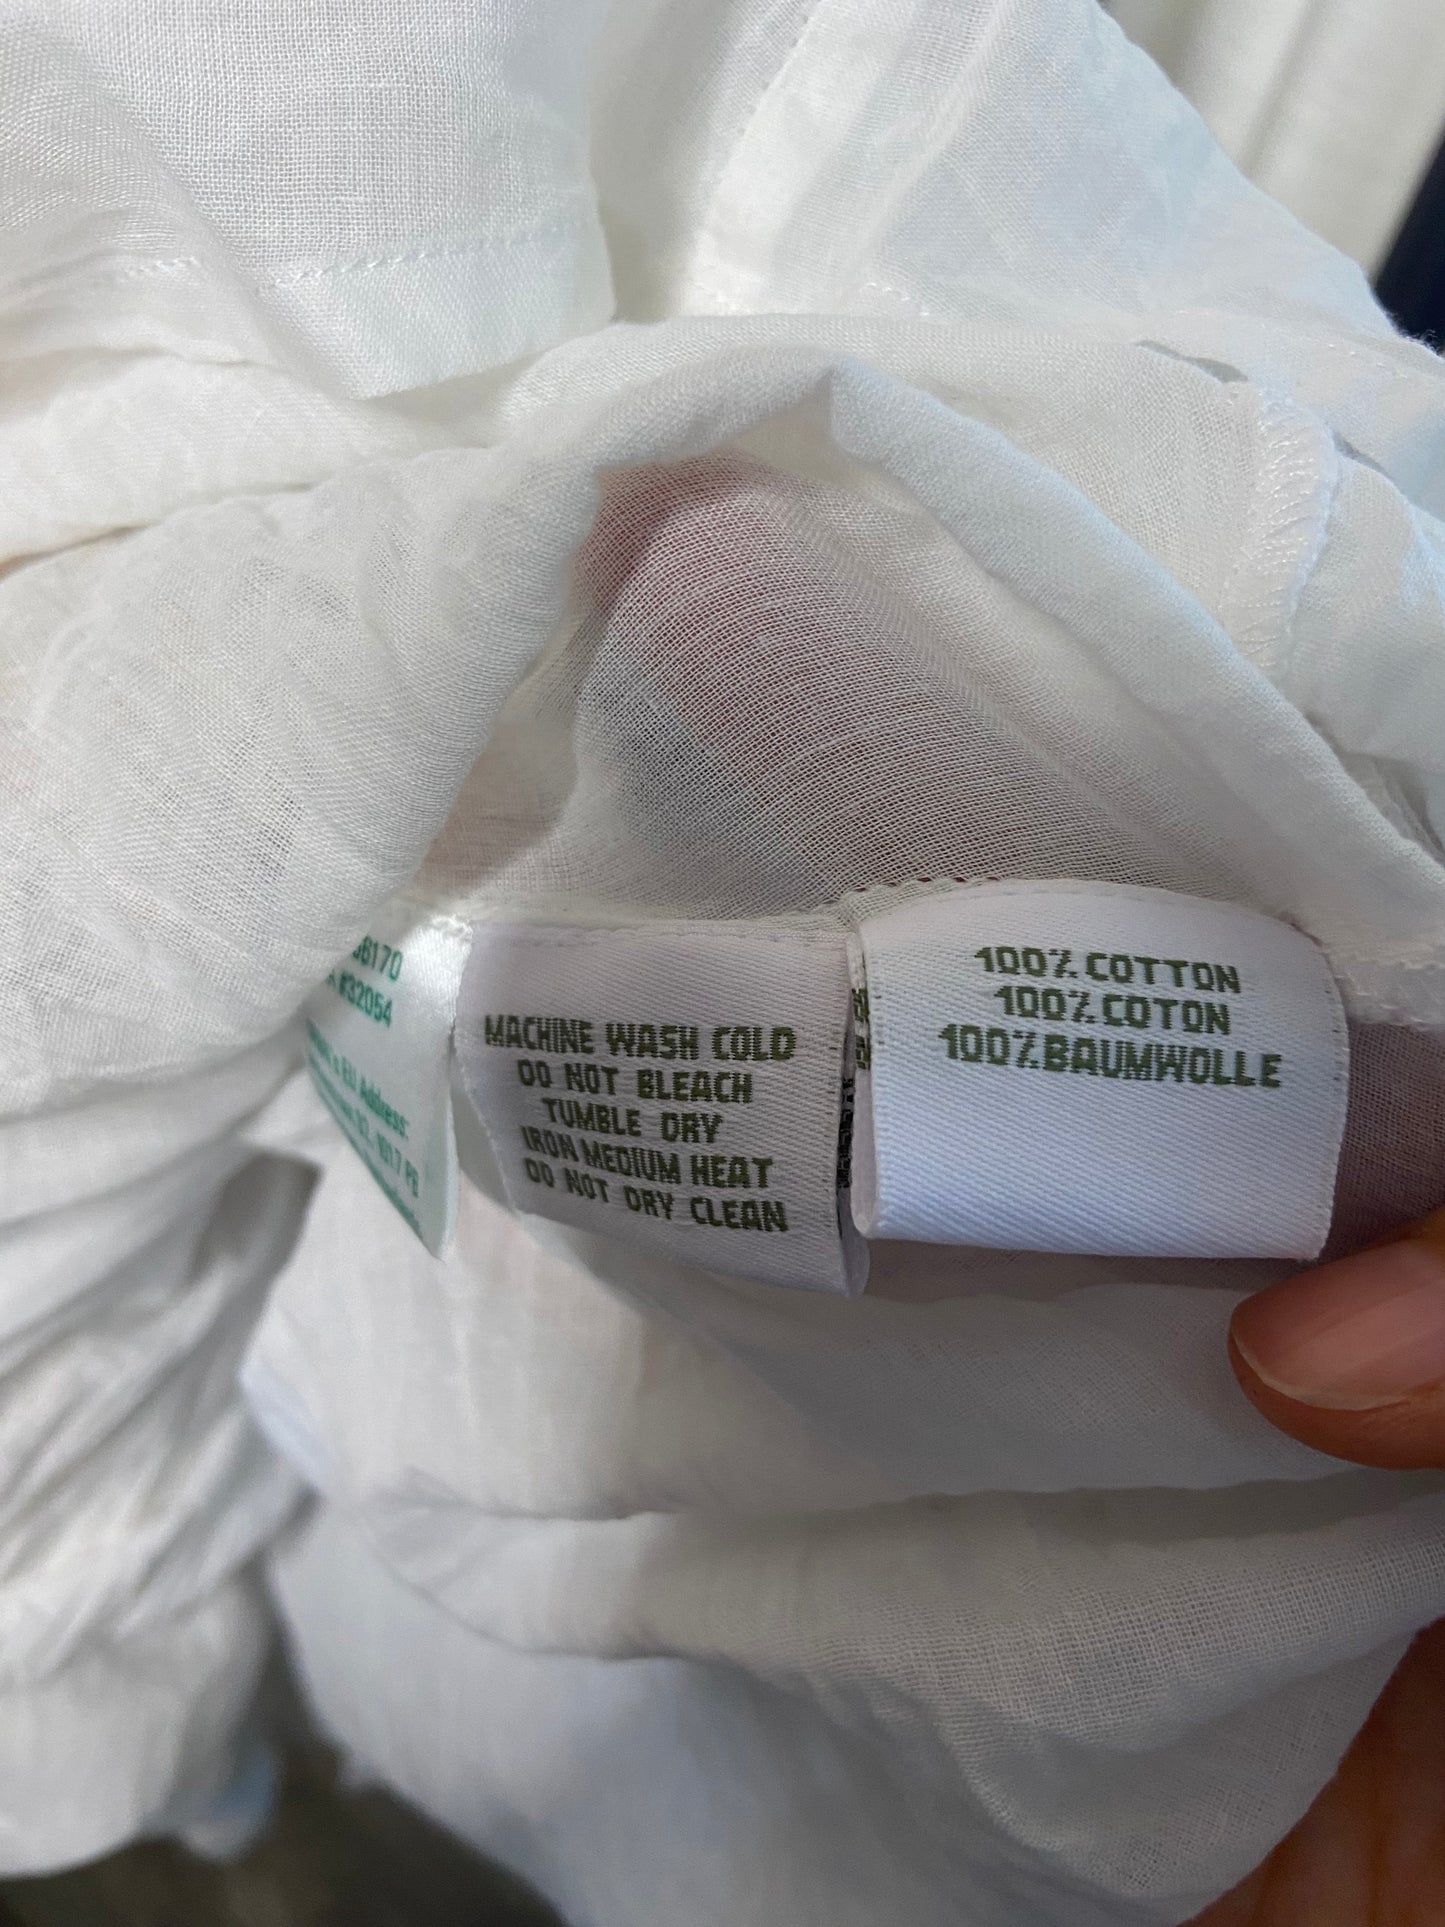 #32054
EU Address:
MACHINE WASH COLD
DO NOT BLEACH
TUMBLE DRY
IRON MEDIUM HEAT
DO NOT DRY CLEAN
100% COTTON
100% COTON
100% BAUMWOLLE